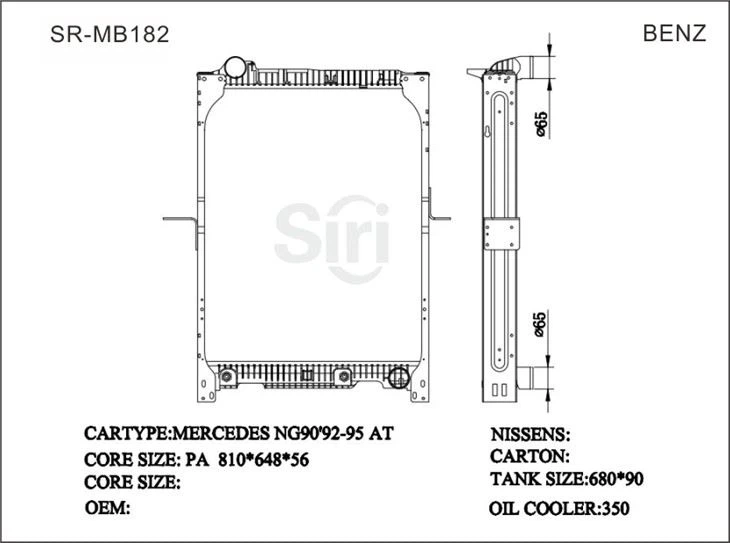 SR-MB182
BENZ
ø65
Siri
ø65
CARTYPE:MERCEDES NG90'92-95 AT
CORE SIZE: PA 810*648*56
CORE SIZE:
OEM:
NISSENS:
CARTON:
TANK SIZE:680*90
OIL COOLER:350